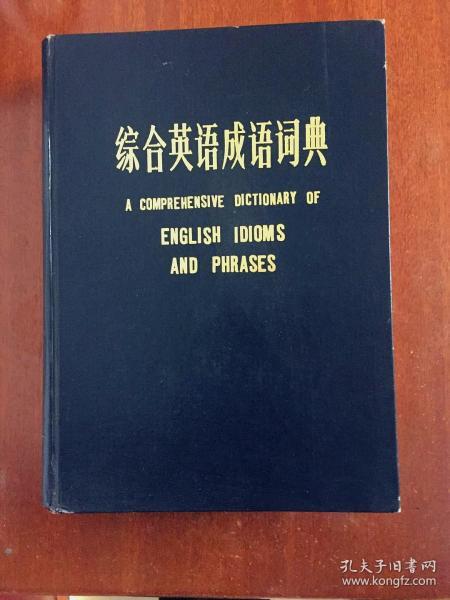 综合英语成语词典
A COMPREHENSIVE DICTIONARY OF
ENGLISH IDIOMS
AND PHRASES
孔夫子旧书网
www.kongfz.com